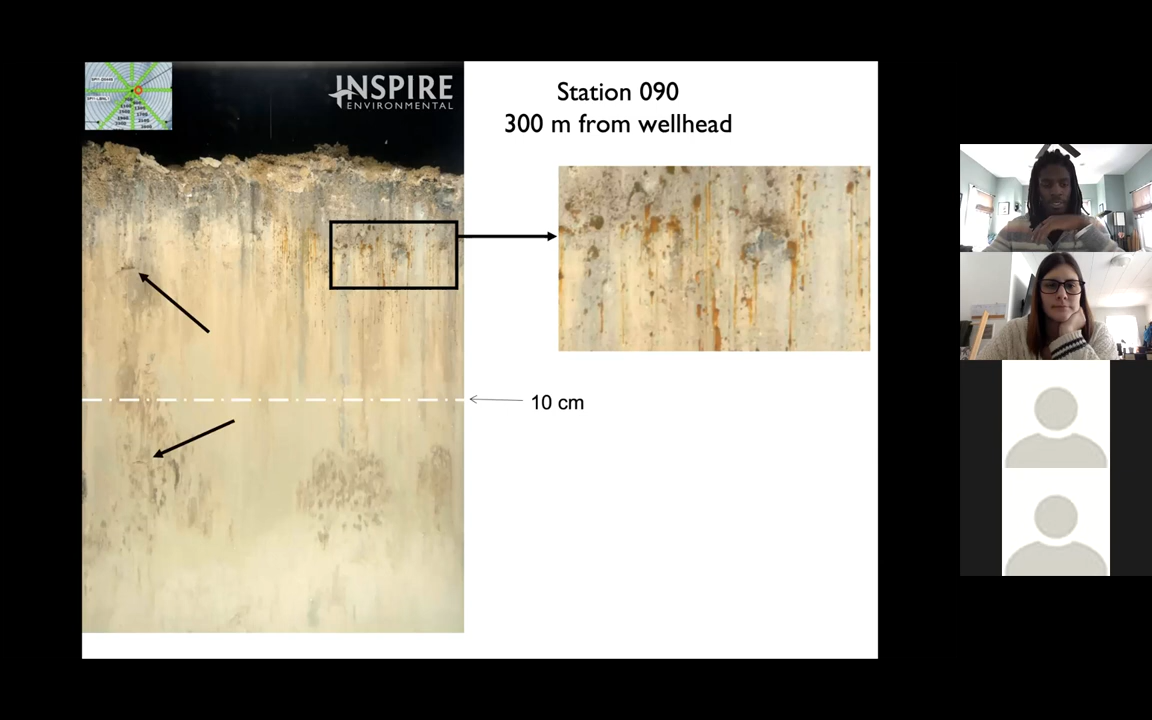 INSPIRE
ENVIRONMENTAL
Station 090
300 m from wellhead
10 cm